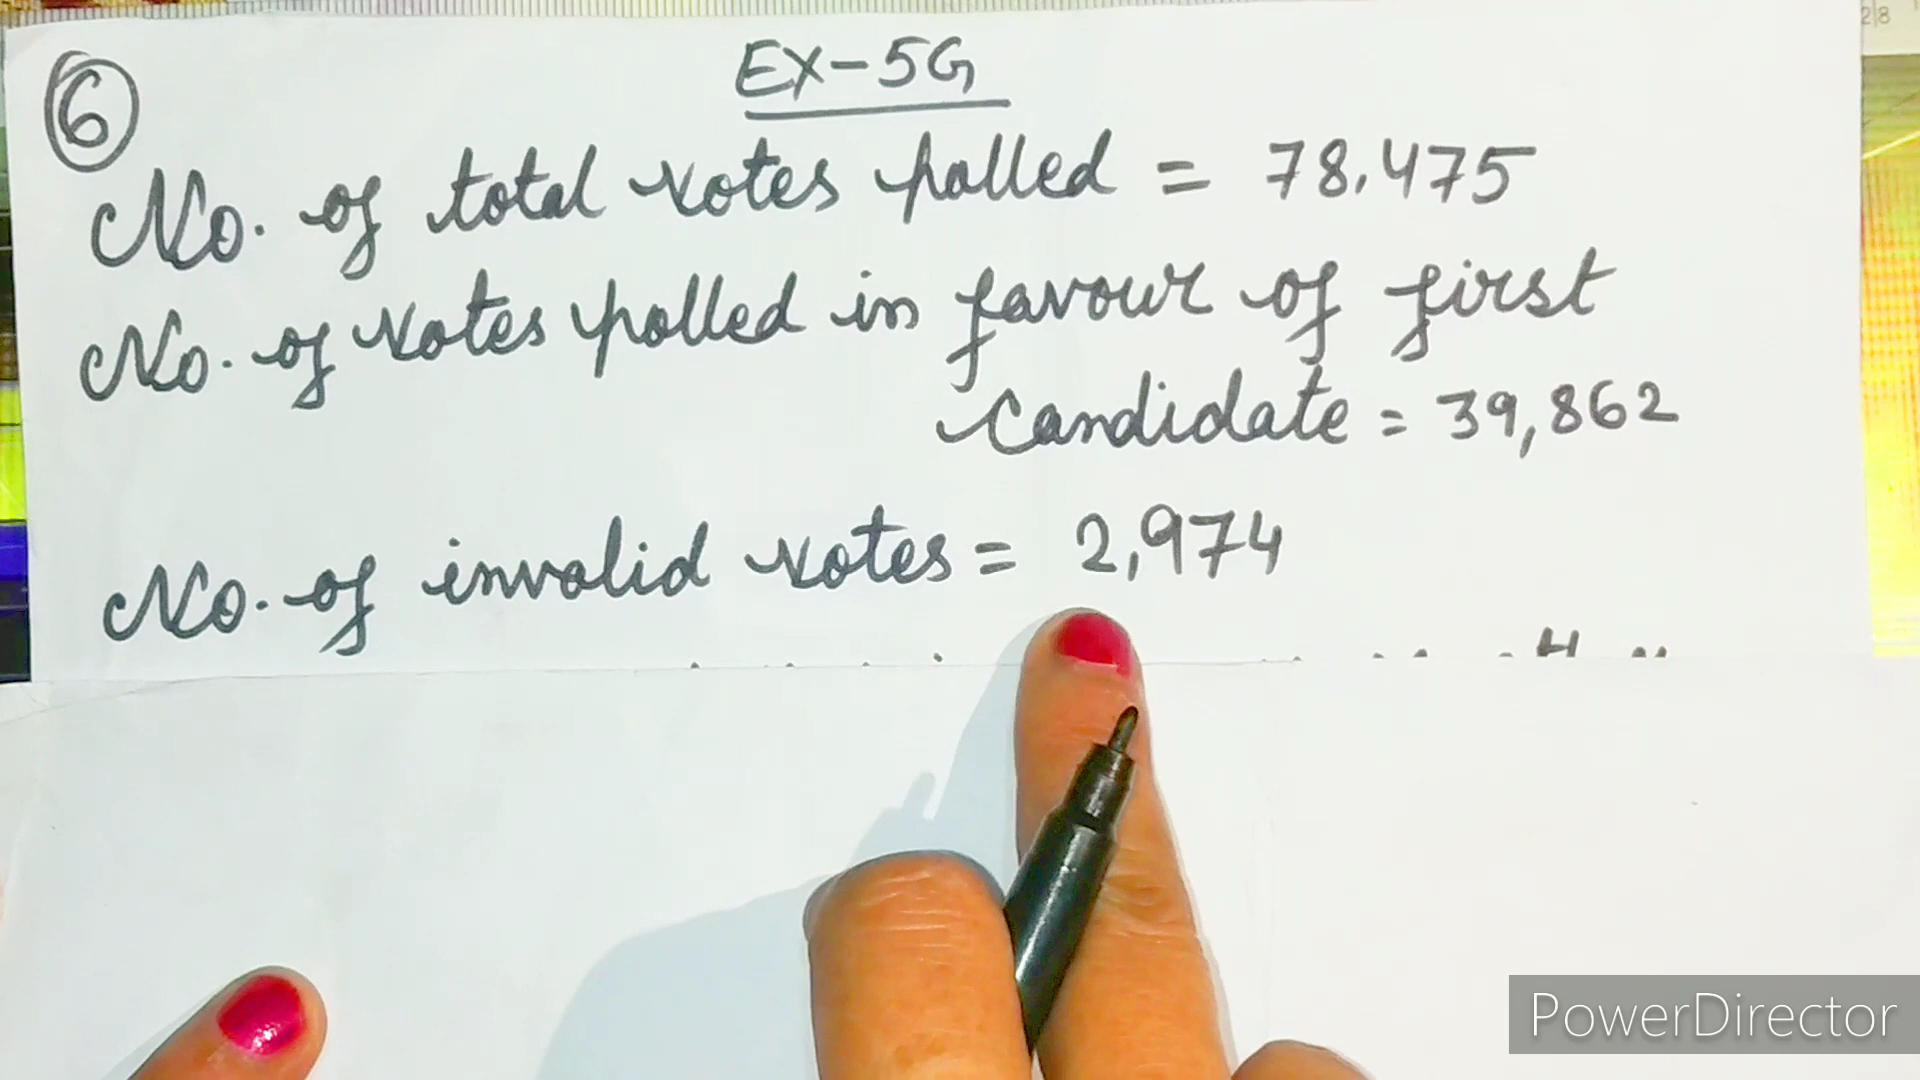 6
EX-5G
No. of total votes polled = 78,475
No. of votes polled in favour of first
candidate = 39,862
No. of invalid votes = 2,974
28
PowerDirector